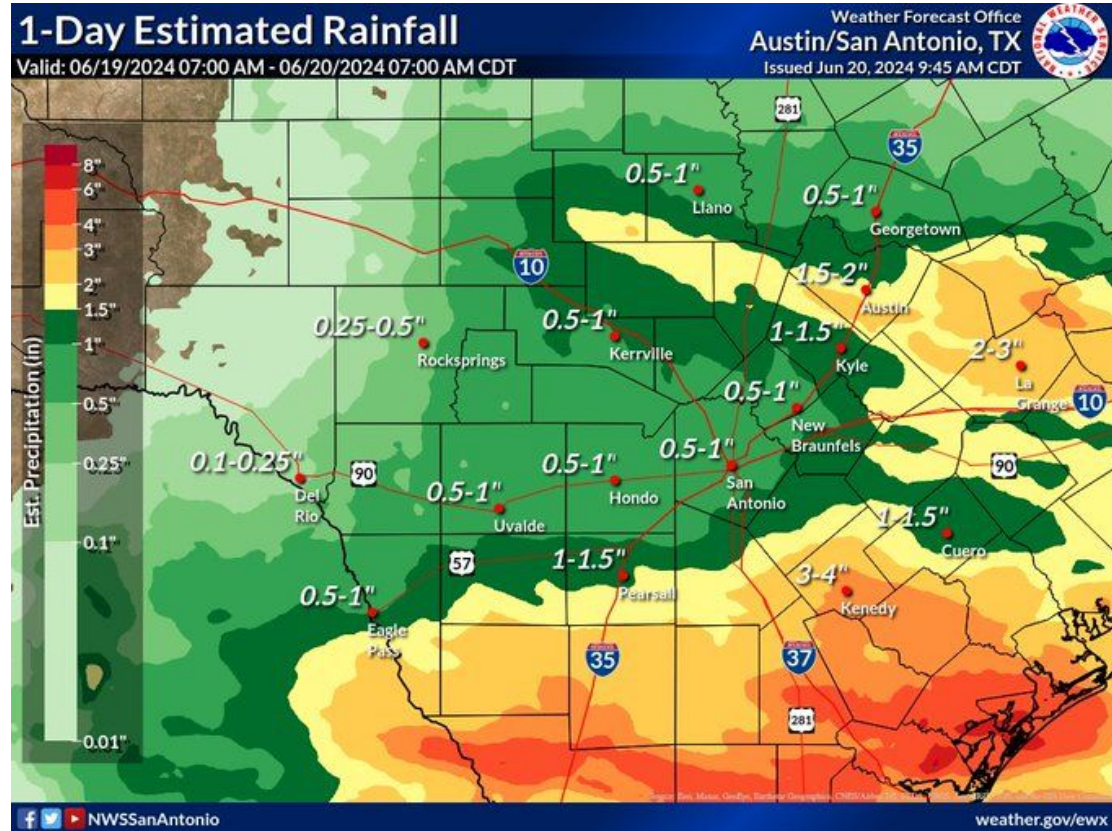 1-Day Estimated Rainfall
Valid: 06/19/2024 07:00 AM - 06/20/2024 07:00 AM CDT
Weather Forecast Office
Austin/San Antonio, TX
Issued Jun 20, 2024 9:45 AM CDT
NATIONAL WEATHER SERVICE
281
35
0.5-1"
Llano
0.5-1"
Georgetown
10
1.5-2"
Austin
0.25-0.5"
Rocksprings
0.5-1"
Kerrville
1-1.5"
Kyle
2-3"
La
Grange
10
0.5-1"
New
Braunfels
0.1-0.25"
Del
Rio
90
0.5-1"
Uvalde
0.5-1"
Hondo
0.5-1"
San
Antonio
90
1-1.5"
Cuero
57
1-1.5"
Pearsall
3-4"
Kenedy
0.5-1"
Eagle
Pass
35
37
281
Est. Precipitation (in)
8"
6"
4"
3"
2"
1.5"
1"
0.5"
0.25"
0.1"
0.01"
NWSSanAntonio
weather.gov/ewx